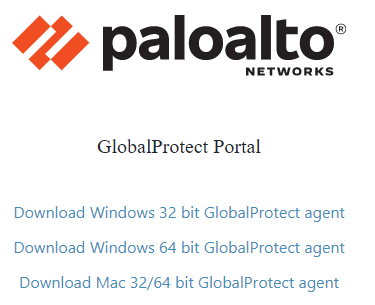 paloalto®
NETWORKS
GlobalProtect Portal
Download Windows 32 bit GlobalProtect agent
Download Windows 64 bit GlobalProtect agent
Download Mac 32/64 bit GlobalProtect agent